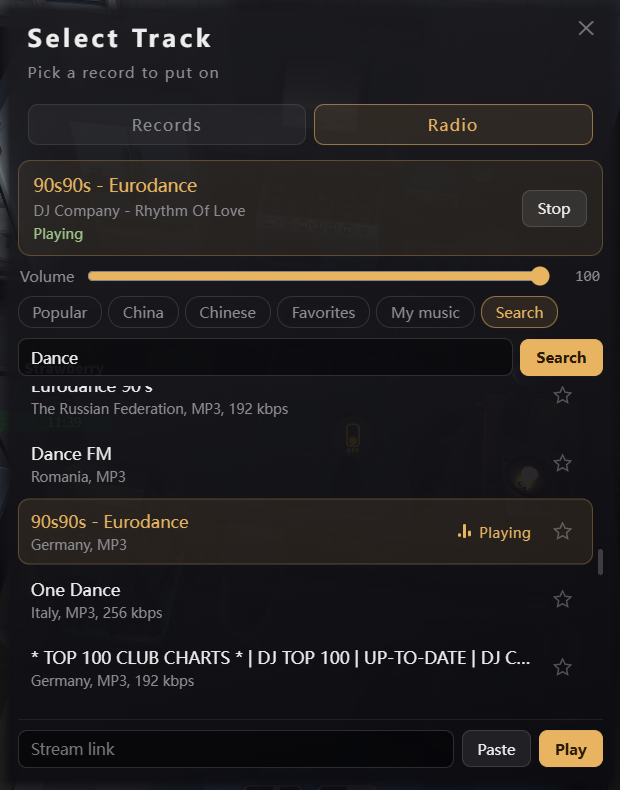 Select Track
Pick a record to put on
Records
Radio
90s90s - Eurodance
DJ Company - Rhythm Of Love
Playing
Stop
Volume
100
Popular
China
Chinese
Favorites
My music
Search
Dance
Search
Eurodance 90's
The Russian Federation, MP3, 192 kbps
Dance FM
Romania, MP3
90s90s - Eurodance
Germany, MP3
Playing
One Dance
Italy, MP3, 256 kbps
* TOP 100 CLUB CHARTS * | DJ TOP 100 | UP-TO-DATE | DJ C...
Germany, MP3, 192 kbps
Stream link
Paste
Play